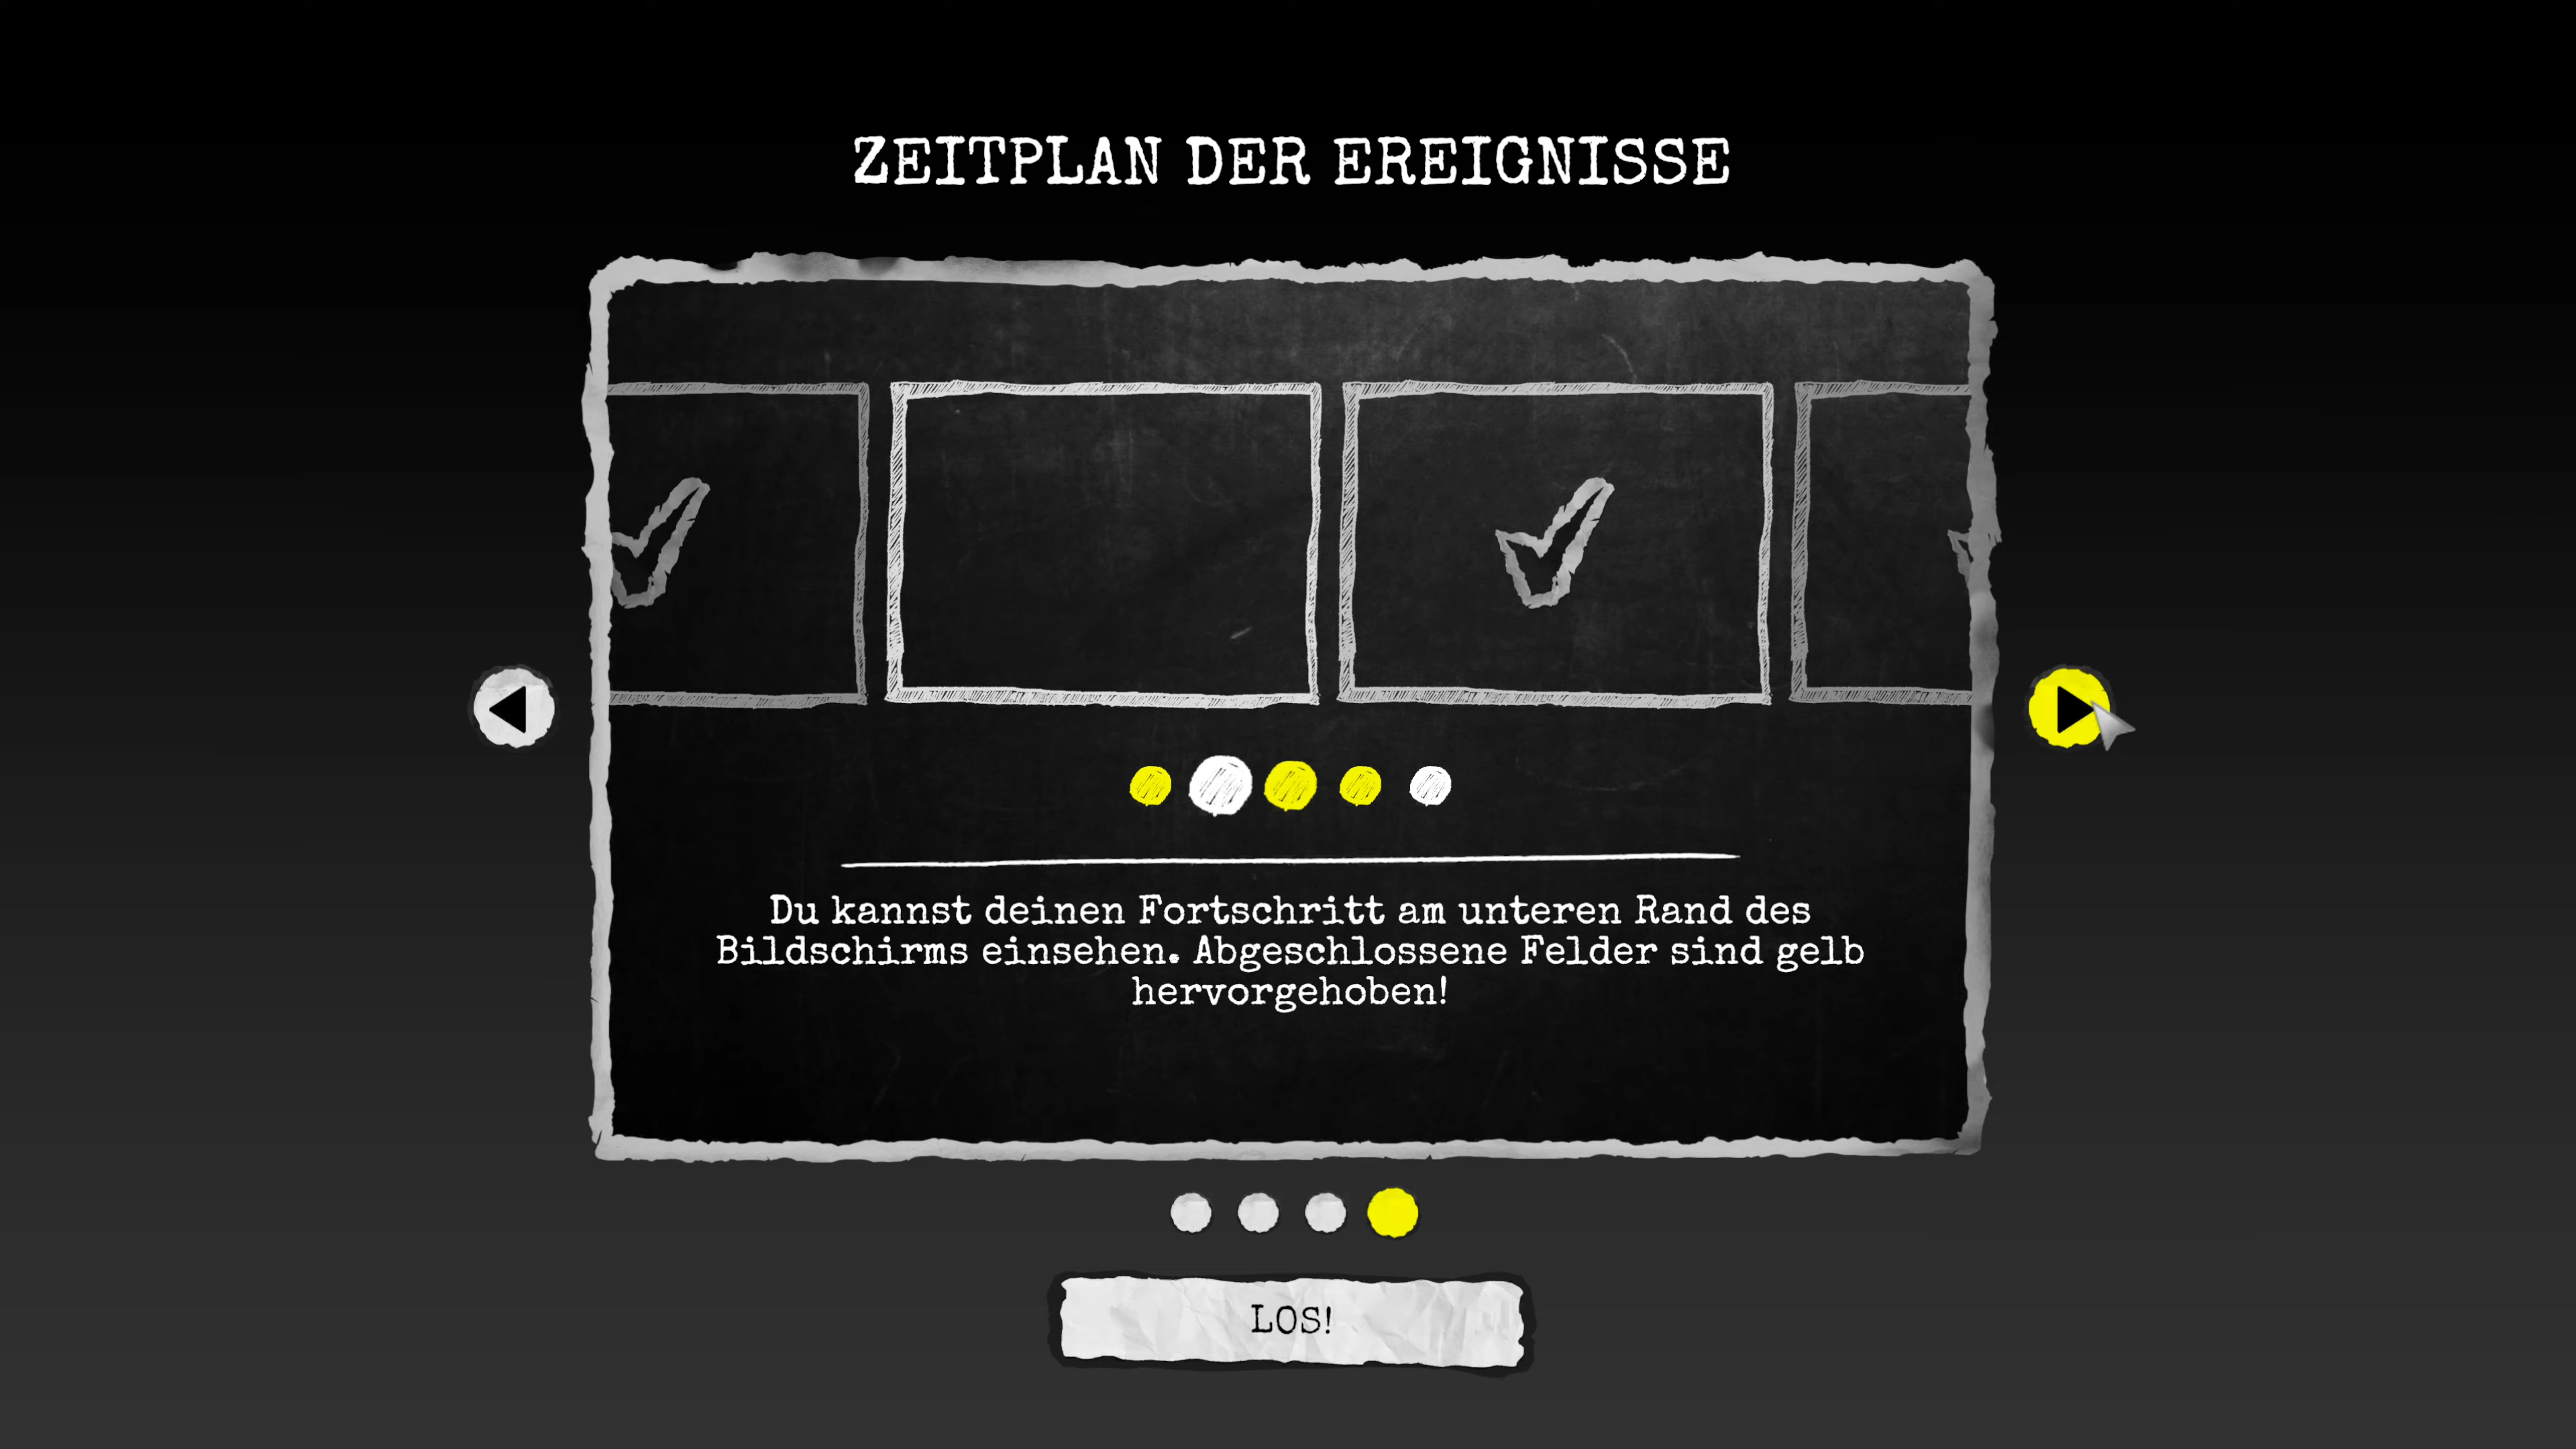 ZEITPLAN DER EREIGNISSE
Du kannst deinen Fortschritt am unteren Rand des
Bildschirms einsehen. Abgeschlossene Felder sind gelb
hervorgehoben!
LOS!